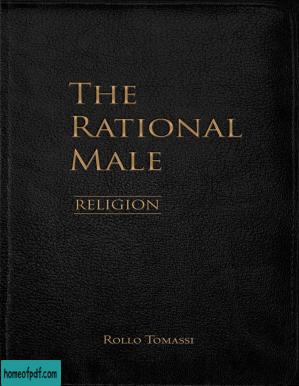 THE
RATIONAL
MALE
RELIGION
ROLLO TOMASSI
homeofpdf.com